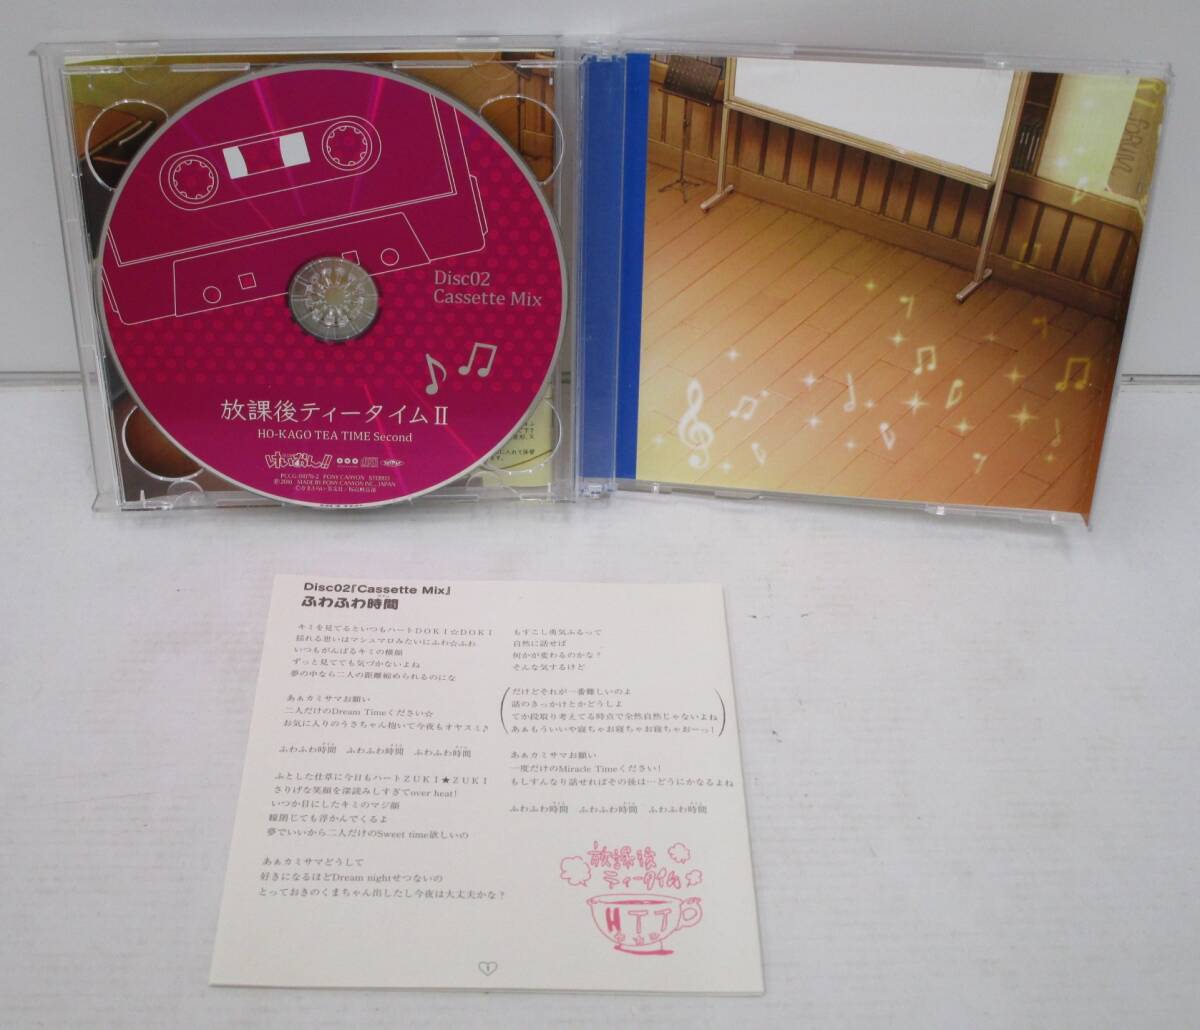 Disc02
Cassette Mix
放課後ティータイムⅡ
HO-KAGO TEA TIME Second
けいおん!!
Disc02『Cassette Mix』
ふわふわ時間
キミを見てるといつもハートDOKI☆DOKI
揺れる思いはマシュマロみたいにふわ☆ふわ
いつもがんばるキミの横顔
ずっと見てても気づかないよね
夢の中なら二人の距離縮められるのにな
あぁカミサマお願い
二人だけのDream Timeください☆
お気に入りのうさちゃん抱いて今夜もオヤスミ♪
ふわふわ時間 ふわふわ時間 ふわふわ時間
ふとした仕草に今日もハートZUKI★ZUKI
さりげな笑顔を深読みしすぎてover heat!
いつか目にしたキミのマジ顔
瞳閉じても浮かんでくるよ
夢でいいから二人だけのSweet time欲しいの
あぁカミサマどうして
好きになるほどDream nightせつないの
とっておきのくまちゃん出したし今夜は大丈夫かな?
もすこし勇気ふるって
自然に話せば
何かが変わるのかな?
そんな気するけど
だけどそれが一番難しいのよ
話のきっかけとかどうしよ
てか段取り考えてる時点で全然自然じゃないよね
あぁもういいや寝ちゃお寝ちゃお寝ちゃおーっ!
あぁカミサマお願い
一度だけのMiracle Timeください!
もしすんなり話せればその後は…どうにかなるよね
ふわふわ時間 ふわふわ時間 ふわふわ時間
放課後
ティータイム
HTT